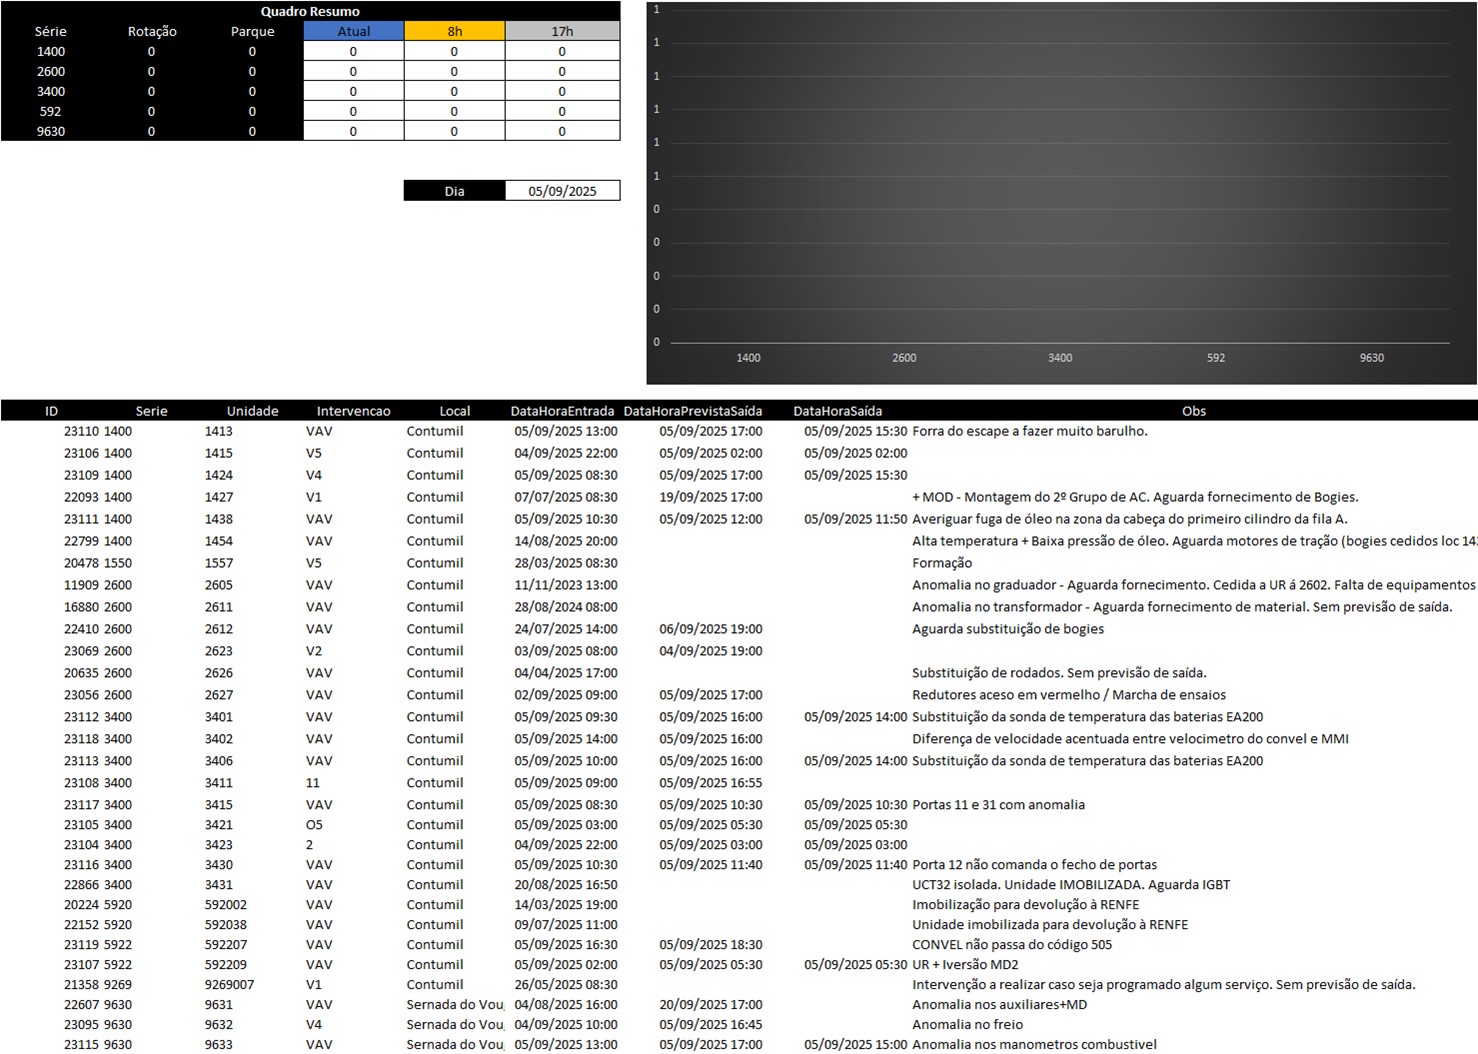 Quadro Resumo
Série Rotação Parque Atual 8h 17h
1400 0 0 0 0 0
2600 0 0 0 0 0
3400 0 0 0 0 0
592 0 0 0 0 0
9630 0 0 0 0 0
Dia 05/09/2025
1
1
1
1
1
1
0
0
0
0
0
1400 2600 3400 592 9630
ID Serie Unidade Intervencao Local DataHoraEntrada DataHoraPrevistaSaída DataHoraSaída Obs
23110 1400 1413 VAV Contumil 05/09/2025 13:00 05/09/2025 17:00 05/09/2025 15:30 Forra do escape a fazer muito barulho.
23106 1400 1415 V5 Contumil 04/09/2025 22:00 05/09/2025 02:00 05/09/2025 02:00
23109 1400 1424 V4 Contumil 05/09/2025 08:30 05/09/2025 17:00 05/09/2025 15:30
22093 1400 1427 V1 Contumil 07/07/2025 08:30 19/09/2025 17:00 + MOD - Montagem do 2º Grupo de AC. Aguarda fornecimento de Bogies.
23111 1400 1438 VAV Contumil 05/09/2025 10:30 05/09/2025 12:00 05/09/2025 11:50 Averiguar fuga de óleo na zona da cabeça do primeiro cilindro da fila A.
22799 1400 1454 VAV Contumil 14/08/2025 20:00 Alta temperatura + Baixa pressão de óleo. Aguarda motores de tração (bogies cedidos loc
20478 1550 1557 V5 Contumil 28/03/2025 08:30 Formação
11909 2600 2605 VAV Contumil 11/11/2023 13:00 Anomalia no graduador - Aguarda fornecimento. Cedida a UR á 2602. Falta de equipamentos
16880 2600 2611 VAV Contumil 28/08/2024 08:00 Anomalia no transformador - Aguarda fornecimento de material. Sem previsão de saída.
22410 2600 2612 VAV Contumil 24/07/2025 14:00 06/09/2025 19:00 Aguarda substituição de bogies
23069 2600 2623 V2 Contumil 03/09/2025 08:00 04/09/2025 19:00
20635 2600 2626 VAV Contumil 04/04/2025 17:00 Substituição de rodados. Sem previsão de saída.
23056 2600 2627 VAV Contumil 02/09/2025 09:00 05/09/2025 17:00 Redutores aceso em vermelho / Marcha de ensaios
23112 3400 3401 VAV Contumil 05/09/2025 09:30 05/09/2025 16:00 05/09/2025 14:00 Substituição da sonda de temperatura das baterias EA200
23118 3400 3402 VAV Contumil 05/09/2025 14:00 05/09/2025 16:00 Diferença de velocidade acentuada entre velocimetro do convel e MMI
23113 3400 3406 VAV Contumil 05/09/2025 10:00 05/09/2025 16:00 05/09/2025 14:00 Substituição da sonda de temperatura das baterias EA200
23108 3400 3411 11 Contumil 05/09/2025 09:00 05/09/2025 16:55
23117 3400 3415 VAV Contumil 05/09/2025 08:30 05/09/2025 10:30 05/09/2025 10:30 Portas 11 e 31 com anomalia
23105 3400 3421 O5 Contumil 05/09/2025 03:00 05/09/2025 05:30 05/09/2025 05:30
23104 3400 3423 2 Contumil 04/09/2025 22:00 05/09/2025 03:00 05/09/2025 03:00
23116 3400 3430 VAV Contumil 05/09/2025 10:30 05/09/2025 11:40 05/09/2025 11:40 Porta 12 não comanda o fecho de portas
22866 3400 3431 VAV Contumil 20/08/2025 16:50 UCT32 isolada. Unidade IMOBILIZADA. Aguarda IGBT
20224 5920 592002 VAV Contumil 14/03/2025 19:00 Imobilização para devolução à RENFE
22152 5920 592038 VAV Contumil 09/07/2025 11:00 Unidade imobilizada para devolução à RENFE
23119 5922 592207 VAV Contumil 05/09/2025 16:30 05/09/2025 18:30 CONVEL não passa do código 505
23107 5922 592209 VAV Contumil 05/09/2025 02:00 05/09/2025 05:30 05/09/2025 05:30 UR + Iversão MD2
21358 9269 9269007 V1 Contumil 26/05/2025 08:30 Intervenção a realizar caso seja programado algum serviço. Sem previsão de saída.
22607 9630 9631 VAV Sernada do Vou 04/08/2025 16:00 20/09/2025 17:00 Anomalia nos auxiliares+MD
23095 9630 9632 V4 Sernada do Vou 04/09/2025 10:00 05/09/2025 16:45 Anomalia no freio
23115 9630 9633 VAV Sernada do Vou 05/09/2025 13:00 05/09/2025 17:00 05/09/2025 15:00 Anomalia nos manometros combustivel